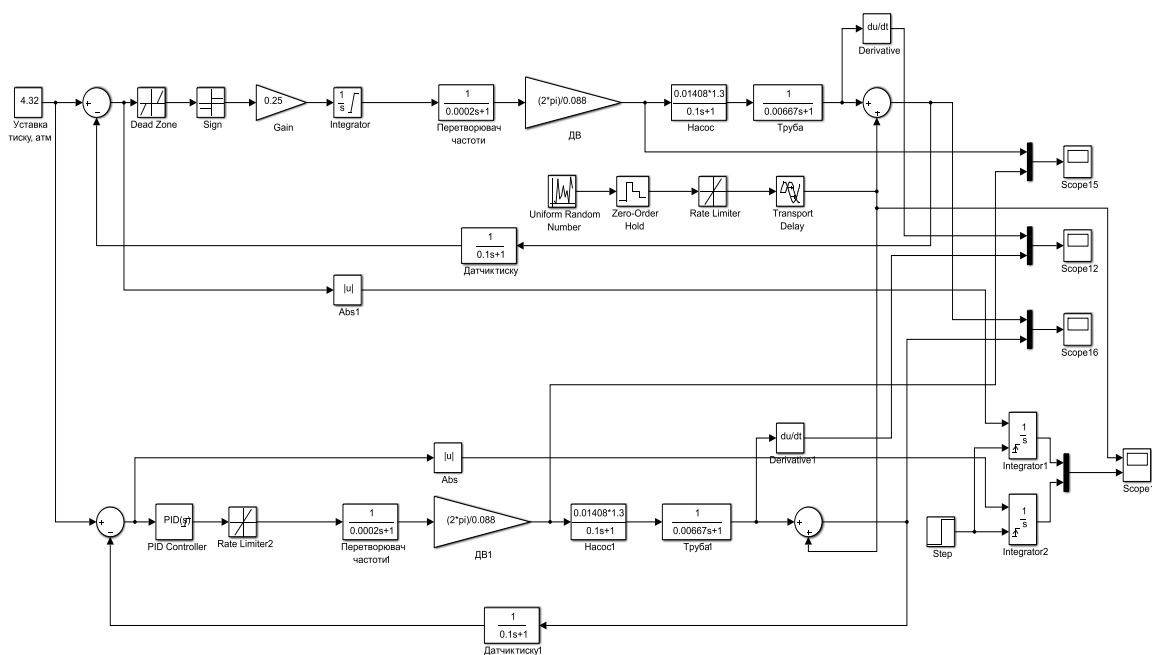 du/dt
Derivative
4.32
Уставка
тиску, атм
+
-
Dead Zone
Sign
0.25
Gain
1
s
Integrator
1
0.0002s+1
Перетворювач
частоти
(2*pi)/0.088
ДВ
0.01408*1.3
0.1s+1
Насос
1
0.00667s+1
Труба
+
+
Scope15
Uniform Random
Number
Zero-Order
Hold
Rate Limiter
Transport
Delay
1
0.1s+1
Датчик тиску
Scope12
|u|
Abs1
Scope16
1
s
Integrator1
du/dt
Derivative1
|u|
Abs
Scope
+
-
PID(s)
PID Controller
Rate Limiter2
1
0.0002s+1
Перетворювач
частоти1
(2*pi)/0.088
ДВ1
0.01408*1.3
0.1s+1
Насос1
1
0.00667s+1
Труба1
+
+
Step
1
s
Integrator2
1
0.1s+1
Датчик тиску1